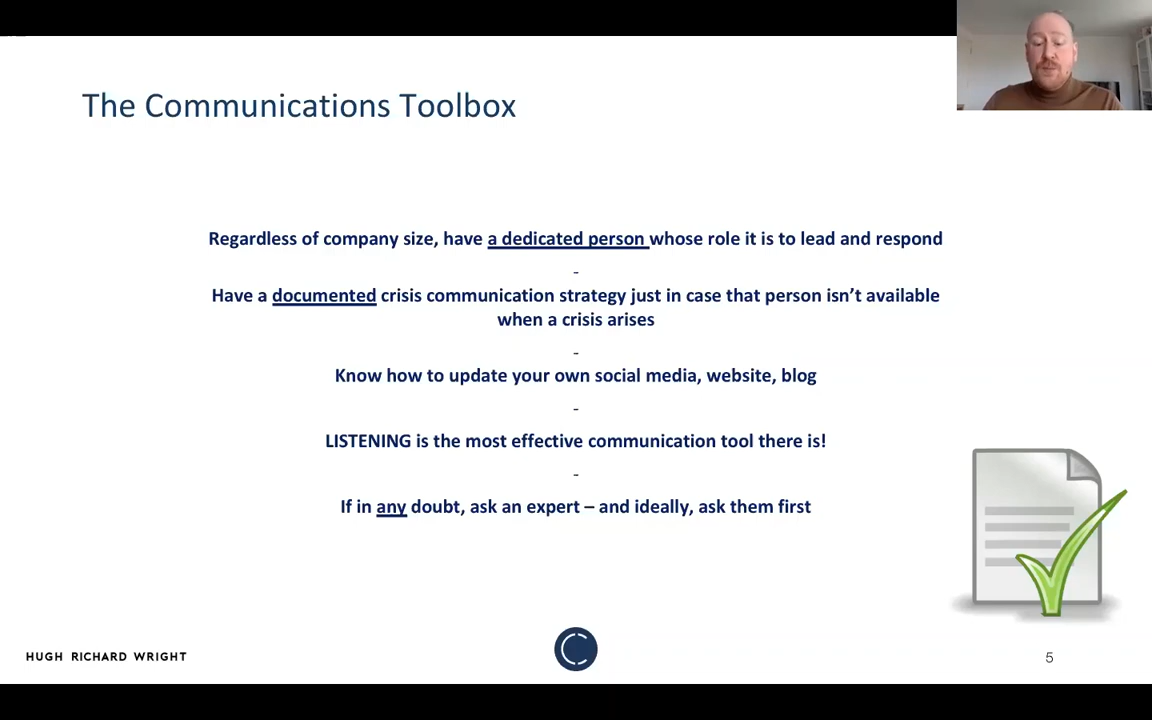 The Communications Toolbox
Regardless of company size, have a dedicated person whose role it is to lead and respond
-
Have a documented crisis communication strategy just in case that person isn’t available
when a crisis arises
-
Know how to update your own social media, website, blog
-
LISTENING is the most effective communication tool there is!
-
If in any doubt, ask an expert – and ideally, ask them first
HUGH RICHARD WRIGHT
5